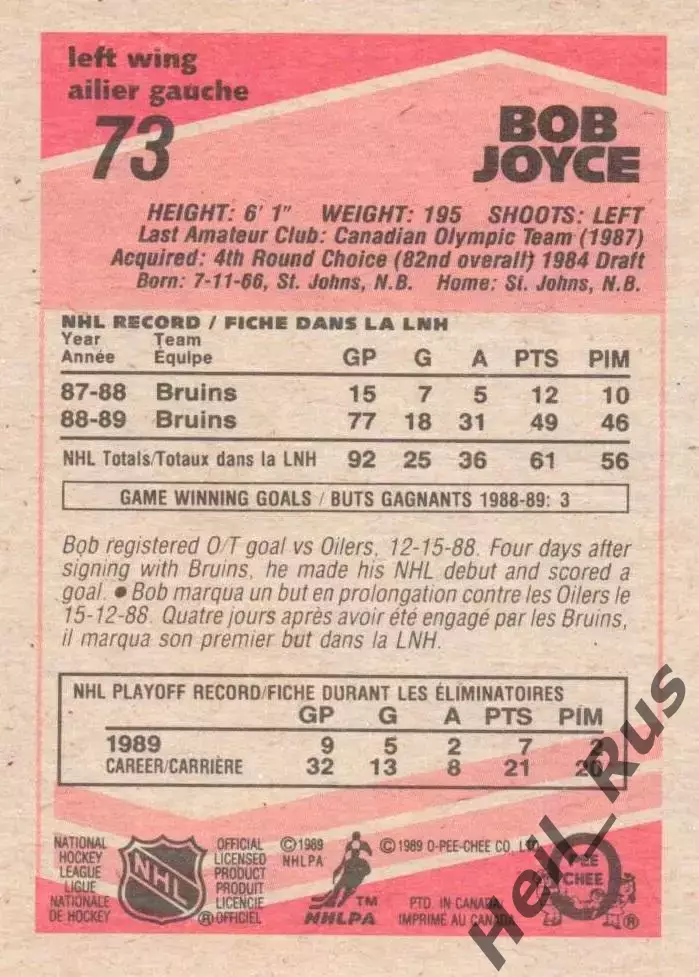 left wing
ailier gauche
73
BOB
JOYCE
HEIGHT: 6' 1" WEIGHT: 195 SHOOTS: LEFT
Last Amateur Club: Canadian Olympic Team (1987)
Acquired: 4th Round Choice (82nd overall) 1984 Draft
Born: 7-11-66, St. Johns, N.B. Home: St. Johns, N.B.
NHL RECORD / FICHE DANS LA LNH
Year Team
Année Équipe GP G A PTS PIM
87-88 Bruins 15 7 5 12 10
88-89 Bruins 77 18 31 49 46
NHL Totals/Totaux dans la LNH 92 25 36 61 56
GAME WINNING GOALS / BUTS GAGNANTS 1988-89: 3
Bob registered O/T goal vs Oilers, 12-15-88. Four days after
signing with Bruins, he made his NHL debut and scored a
goal. • Bob marqua un but en prolongation contre les Oilers le
15-12-88. Quatre jours après avoir été engagé par les Bruins,
il marqua son premier but dans la LNH.
NHL PLAYOFF RECORD/FICHE DURANT LES ÉLIMINATOIRES
GP G A PTS PIM
1989 9 5 2 7 2
CAREER/CARRIÈRE 32 13 8 21 20
NATIONAL
HOCKEY
LEAGUE
LIGUE
NATIONALE
DE HOCKEY
NHL
OFFICIAL
LICENSED
PRODUCT
PRODUIT
LICENCIE
® OFFICIEL
©1989
NHLPA
TM
NHLPA
©1989 O-PEE-CHEE CO. LTD.
PTD. IN CANADA
IMPRIME AU CANADA
O
PEE
CHEE
®
Hell_Rus